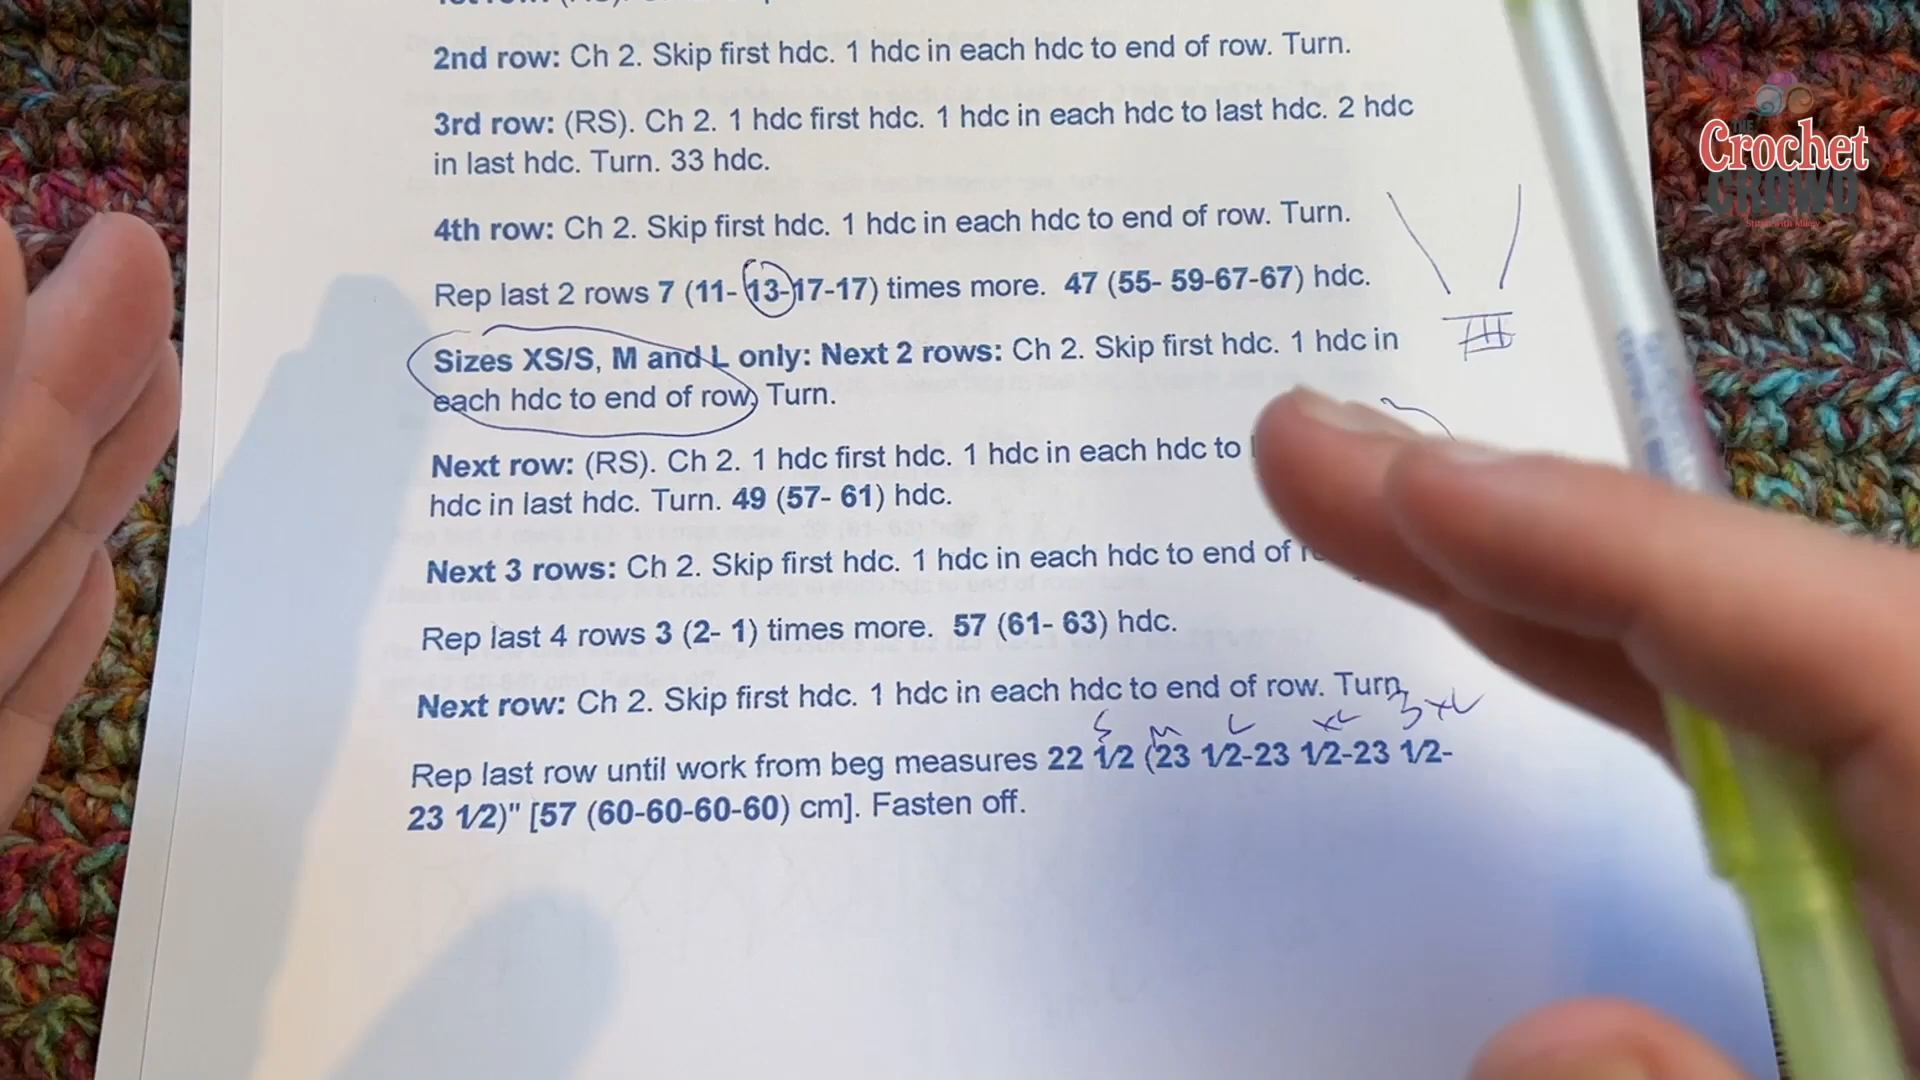 2nd row: Ch 2. Skip first hdc. 1 hdc in each hdc to end of row. Turn.
3rd row: (RS). Ch 2. 1 hdc first hdc. 1 hdc in each hdc to last hdc. 2 hdc
in last hdc. Turn. 33 hdc.
4th row: Ch 2. Skip first hdc. 1 hdc in each hdc to end of row. Turn.
Rep last 2 rows 7 (11- 13-17-17) times more. 47 (55- 59-67-67) hdc.
Sizes XS/S, M and L only: Next 2 rows: Ch 2. Skip first hdc. 1 hdc in
each hdc to end of row. Turn.
Next row: (RS). Ch 2. 1 hdc first hdc. 1 hdc in each hdc to
hdc in last hdc. Turn. 49 (57- 61) hdc.
Next 3 rows: Ch 2. Skip first hdc. 1 hdc in each hdc to end of
Rep last 4 rows 3 (2- 1) times more. 57 (61- 63) hdc.
Next row: Ch 2. Skip first hdc. 1 hdc in each hdc to end of row. Turn.
S M L XL 3XL
Rep last row until work from beg measures 22 1/2 (23 1/2-23 1/2-23 1/2-
23 1/2)" [57 (60-60-60-60) cm]. Fasten off.
THE
Crochet
CROWD